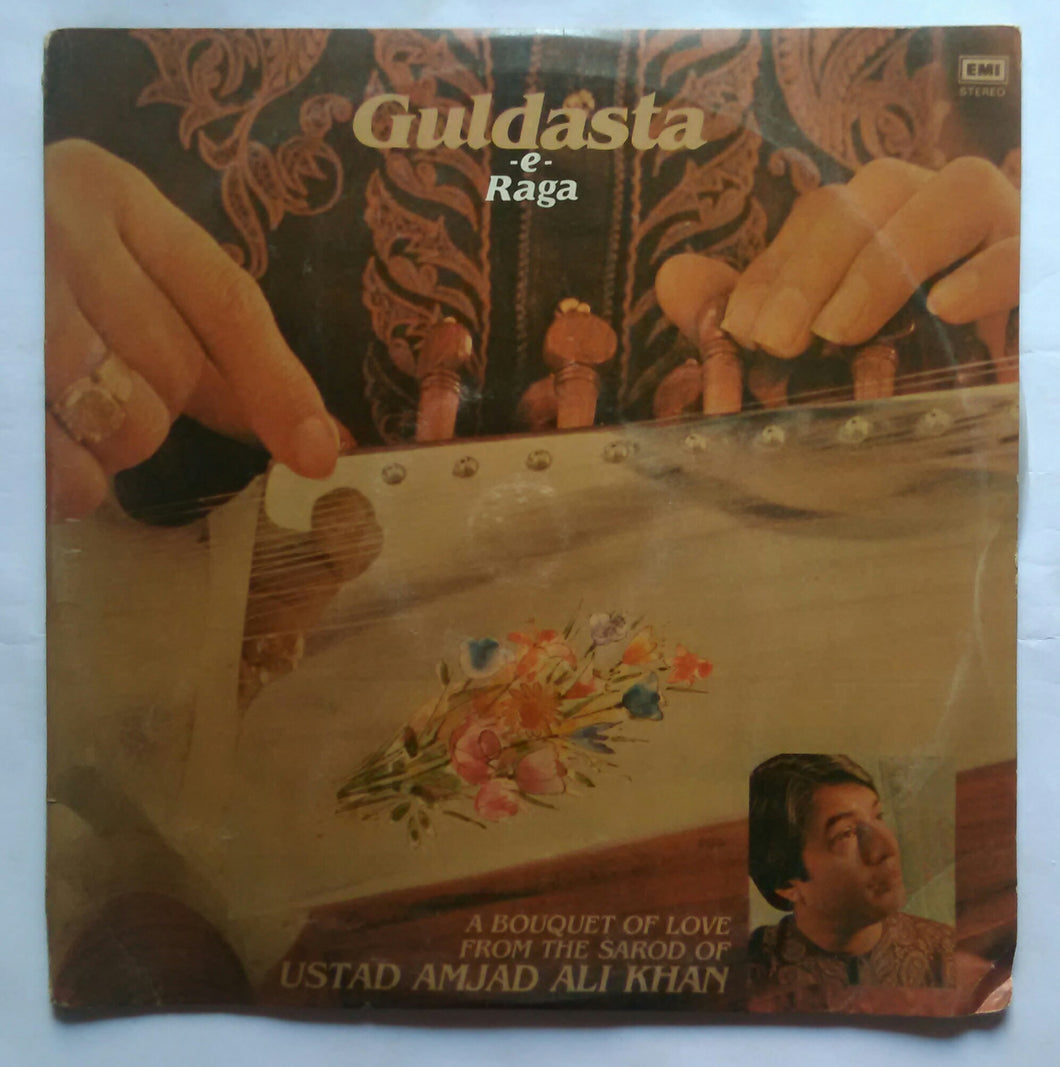 EMI
STEREO
Guldasta
-e-
Raga
A BOUQUET OF LOVE
FROM THE SAROD OF
USTAD AMJAD ALI KHAN